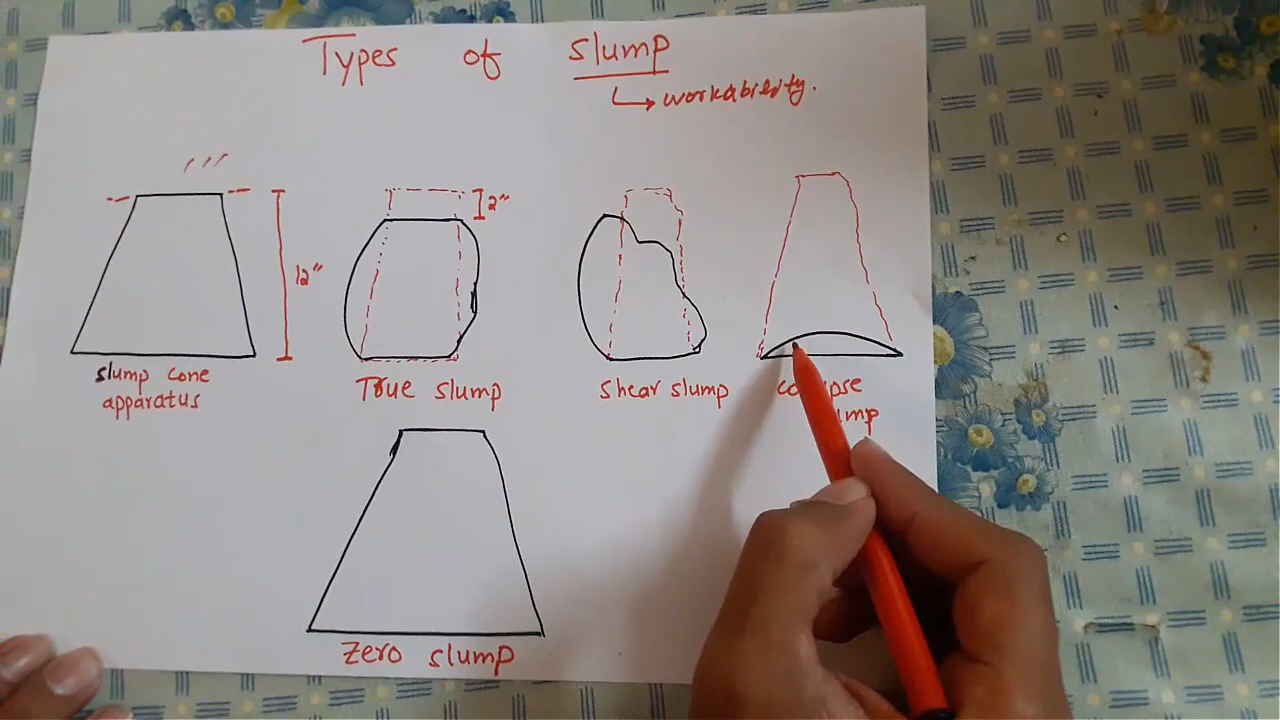 Types of slump
workability.
12"
2"
slump cone
apparatus
True slump
shear slump
zero slump